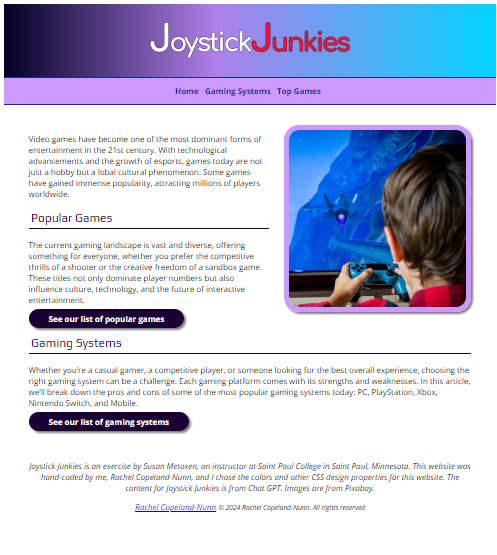 JoystickJunkies
Home Gaming Systems Top Games
Video games have become one of the most dominant forms of
entertainment in the 21st century. With technological
advancements and the growth of esports, games today are not
just a hobby but a lobal cultural phenomenon. Some games
have gained immense popularity, attracting millions of players
worldwide.
Popular Games
The current gaming landscape is vast and diverse, offering
something for everyone, whether you prefer the competitive
thrills of a shooter or the creative freedom of a sandbox game.
These titles not only dominate player numbers but also
influence culture, technology, and the future of interactive
entertainment.
See our list of popular games
Gaming Systems
Whether you're a casual gamer, a competitive player, or someone looking for the best overall experience, choosing the
right gaming system can be a challenge. Each gaming platform comes with its strengths and weaknesses. In this article,
we'll break down the pros and cons of some of the most popular gaming systems today: PC, PlayStation, Xbox,
Nintendo Switch, and Mobile.
See our list of gaming systems
Joystick Junkies is an exercise by Susan Metoxen, an instructor at Saint Paul College in Saint Paul, Minnesota. This website was
hand-coded by me, Rachel Copeland-Nunn, and I chose the colors and other CSS design properties for this website. The
content for Joystick Junkies is from Chat GPT. Images are from Pixabay.
Rachel Copeland-Nunn © 2024 Rachel Copeland-Nunn. All rights reserved